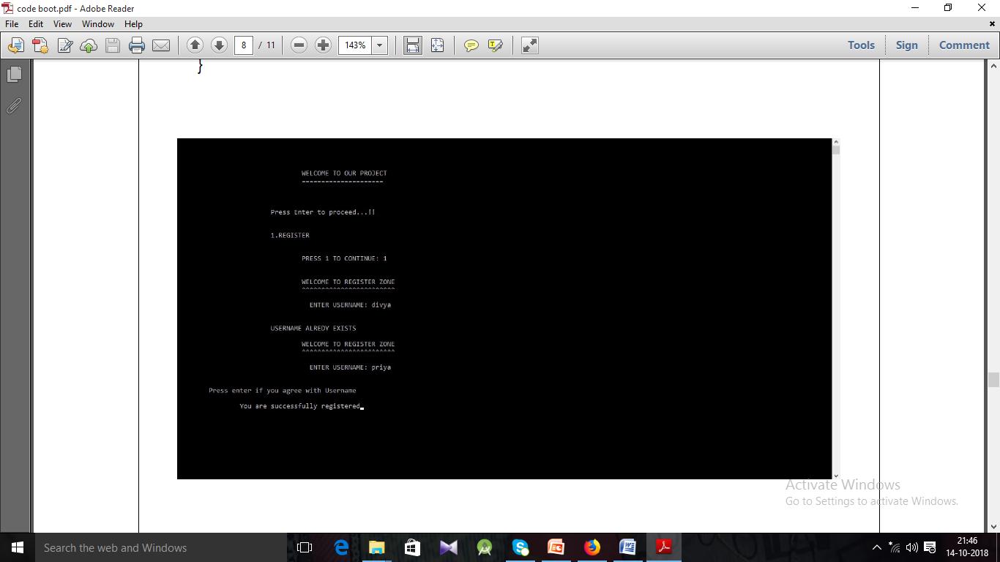 code boot.pdf - Adobe Reader
File Edit View Window Help
8 / 11 143% Tools Sign Comment
}
WELCOME TO OUR PROJECT
---------------------
Press Enter to proceed...!!
1.REGISTER
PRESS 1 TO CONTINUE: 1
WELCOME TO REGISTER ZONE
^^^^^^^^^^^^^^^^^^^^^^^^
ENTER USERNAME: divya
USERNAME ALREDY EXISTS
WELCOME TO REGISTER ZONE
^^^^^^^^^^^^^^^^^^^^^^^^
ENTER USERNAME: priya
Press enter if you agree with Username
You are successfully registered
Activate Windows
Go to Settings to activate Windows.
Search the web and Windows
21:46
14-10-2018